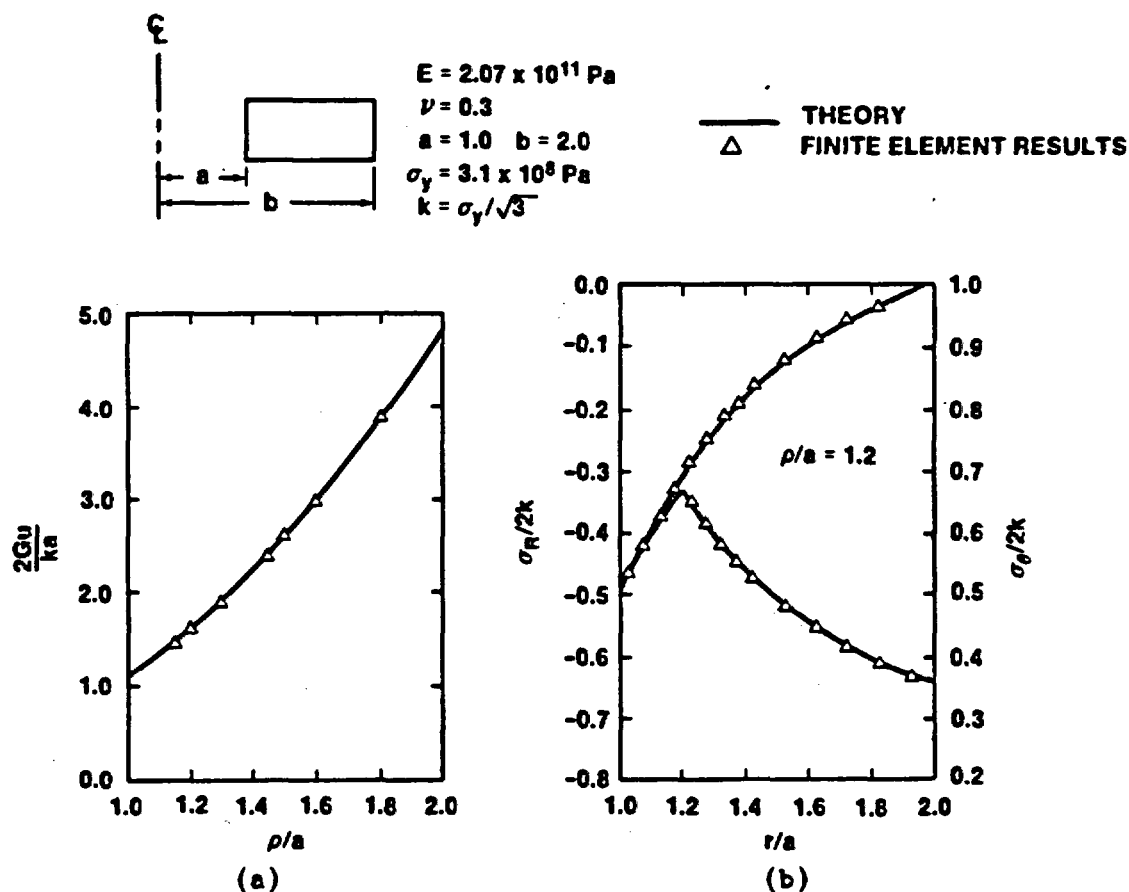 ℄
E = 2.07 x 10¹¹ Pa
ν = 0.3
a = 1.0 b = 2.0
σy = 3.1 x 10⁸ Pa
k = σy/√3
a
b
THEORY
FINITE ELEMENT RESULTS
5.0
4.0
3.0
2.0
1.0
0.0
2Gu
ka
1.0 1.2 1.4 1.6 1.8 2.0
ρ/a
(a)
0.0
-0.1
-0.2
-0.3
-0.4
-0.5
-0.6
-0.7
-0.8
σR/2k
ρ/a = 1.2
1.0
0.9
0.8
0.7
0.6
0.5
0.4
0.3
0.2
σθ/2k
1.0 1.2 1.4 1.6 1.8 2.0
r/a
(b)